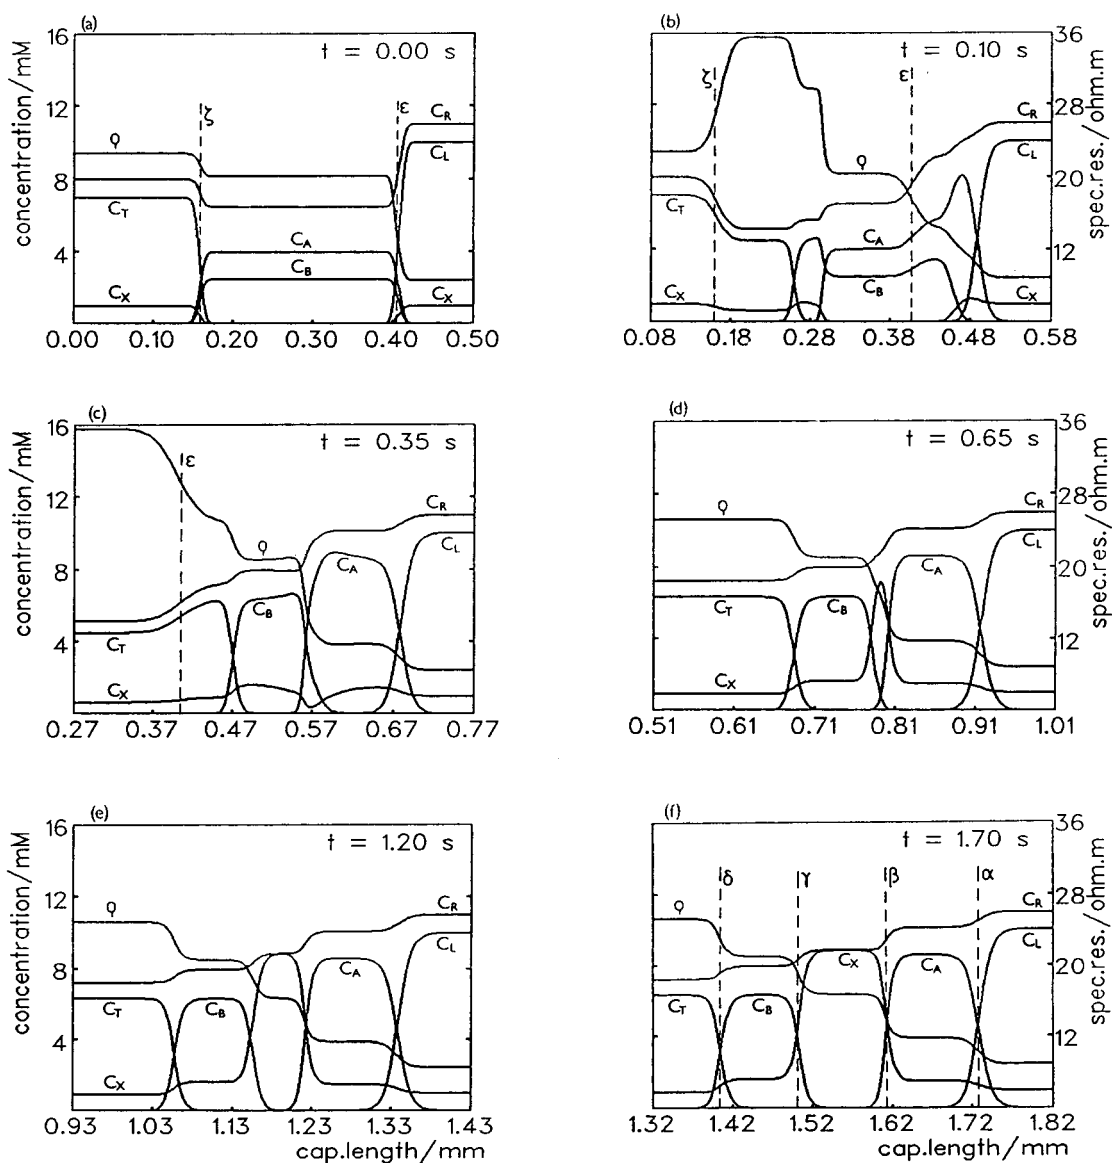 (a)
t = 0.00 s
concentration/mM
16
12
8
4
ζ
ε
ρ
C_R
C_L
C_T
C_A
C_B
C_X
C_X
0.00 0.10 0.20 0.30 0.40 0.50
(b)
t = 0.10 s
36
28
20
12
spec.res./ohm.m
ζ
ε
C_R
C_L
ρ
C_T
C_A
C_B
C_X
C_X
0.08 0.18 0.28 0.38 0.48 0.58
(c)
t = 0.35 s
concentration/mM
16
12
8
4
ε
C_R
C_L
ρ
C_A
C_B
C_T
C_X
0.27 0.37 0.47 0.57 0.67 0.77
(d)
t = 0.65 s
36
28
20
12
spec.res./ohm.m
C_R
C_L
ρ
C_A
C_T
C_B
C_X
0.51 0.61 0.71 0.81 0.91 1.01
(e)
t = 1.20 s
concentration/mM
16
12
8
4
ρ
C_R
C_L
C_A
C_T
C_B
C_X
0.93 1.03 1.13 1.23 1.33 1.43
cap.length/mm
(f)
t = 1.70 s
36
28
20
12
spec.res./ohm.m
δ
γ
β
α
ρ
C_R
C_L
C_X
C_A
C_T
C_B
C_X
1.32 1.42 1.52 1.62 1.72 1.82
cap.length/mm